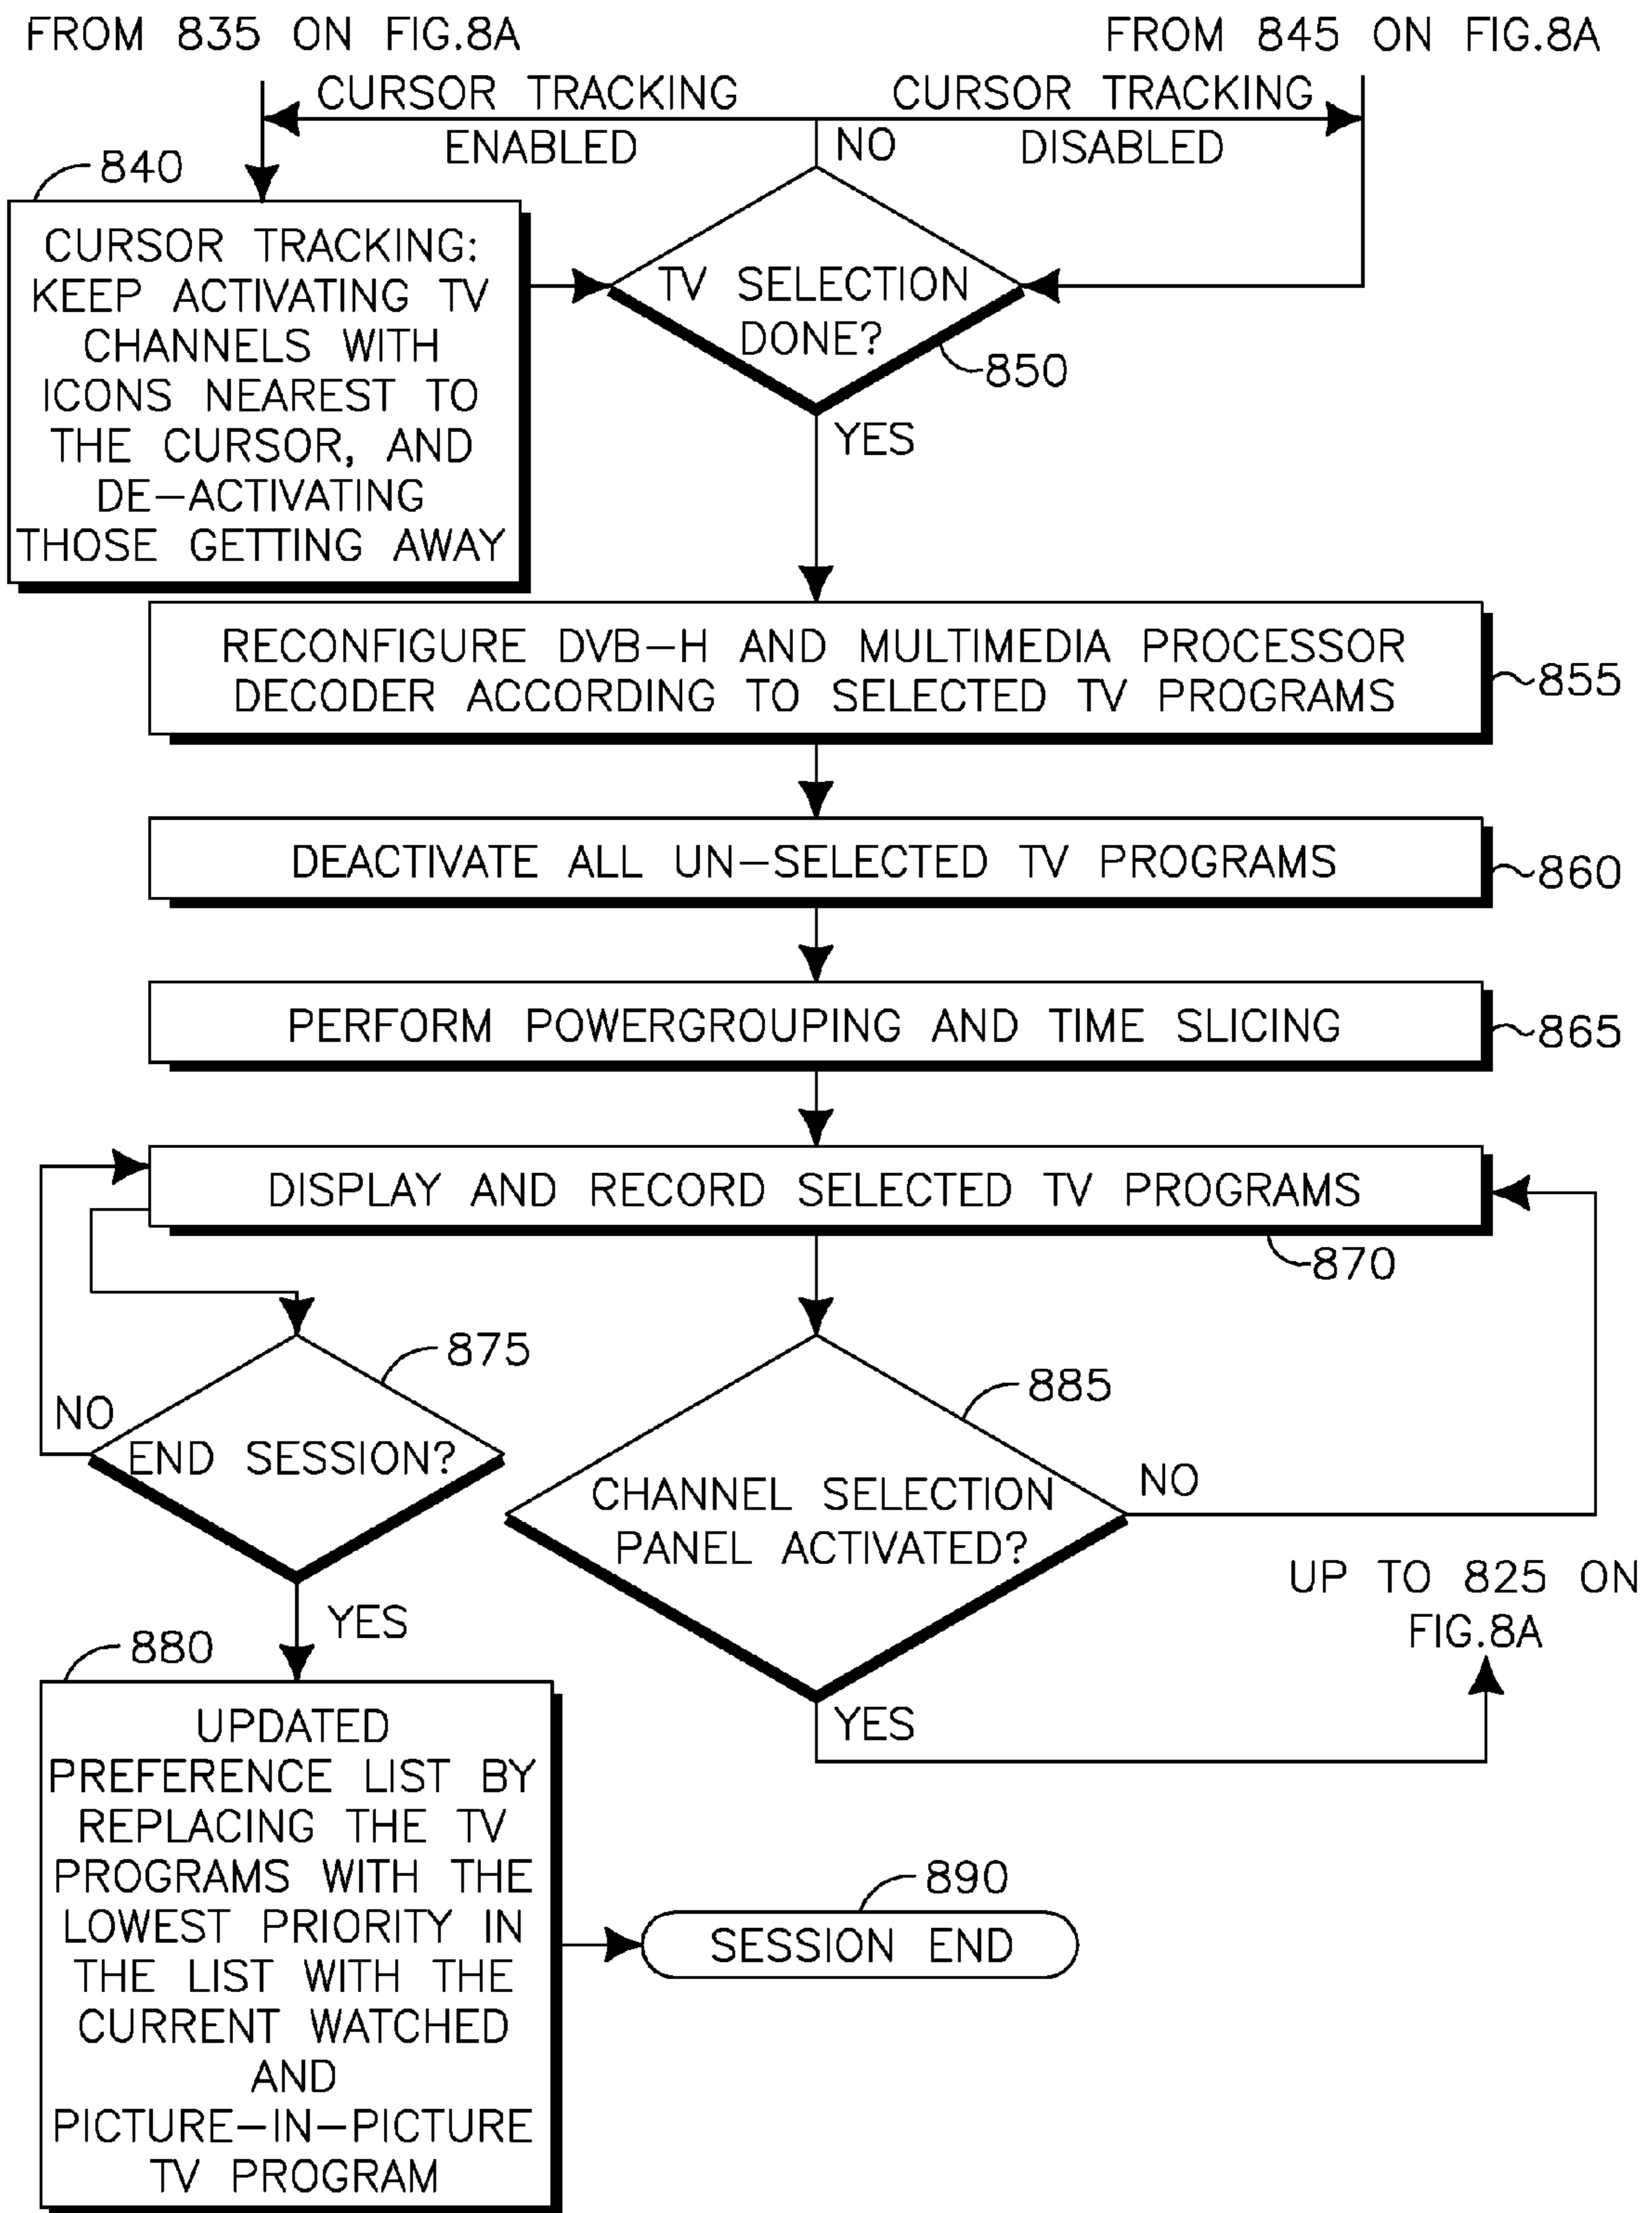 FROM 835 ON FIG.8A
FROM 845 ON FIG.8A
CURSOR TRACKING
ENABLED
CURSOR TRACKING
DISABLED
NO
840
CURSOR TRACKING:
KEEP ACTIVATING TV
CHANNELS WITH
ICONS NEAREST TO
THE CURSOR, AND
DE-ACTIVATING
THOSE GETTING AWAY
TV SELECTION
DONE?
850
YES
RECONFIGURE DVB-H AND MULTIMEDIA PROCESSOR
DECODER ACCORDING TO SELECTED TV PROGRAMS
855
DEACTIVATE ALL UN-SELECTED TV PROGRAMS
860
PERFORM POWERGROUPING AND TIME SLICING
865
DISPLAY AND RECORD SELECTED TV PROGRAMS
870
875
NO
END SESSION?
YES
885
CHANNEL SELECTION
PANEL ACTIVATED?
NO
YES
UP TO 825 ON
FIG.8A
880
UPDATED
PREFERENCE LIST BY
REPLACING THE TV
PROGRAMS WITH THE
LOWEST PRIORITY IN
THE LIST WITH THE
CURRENT WATCHED
AND
PICTURE-IN-PICTURE
TV PROGRAM
890
SESSION END